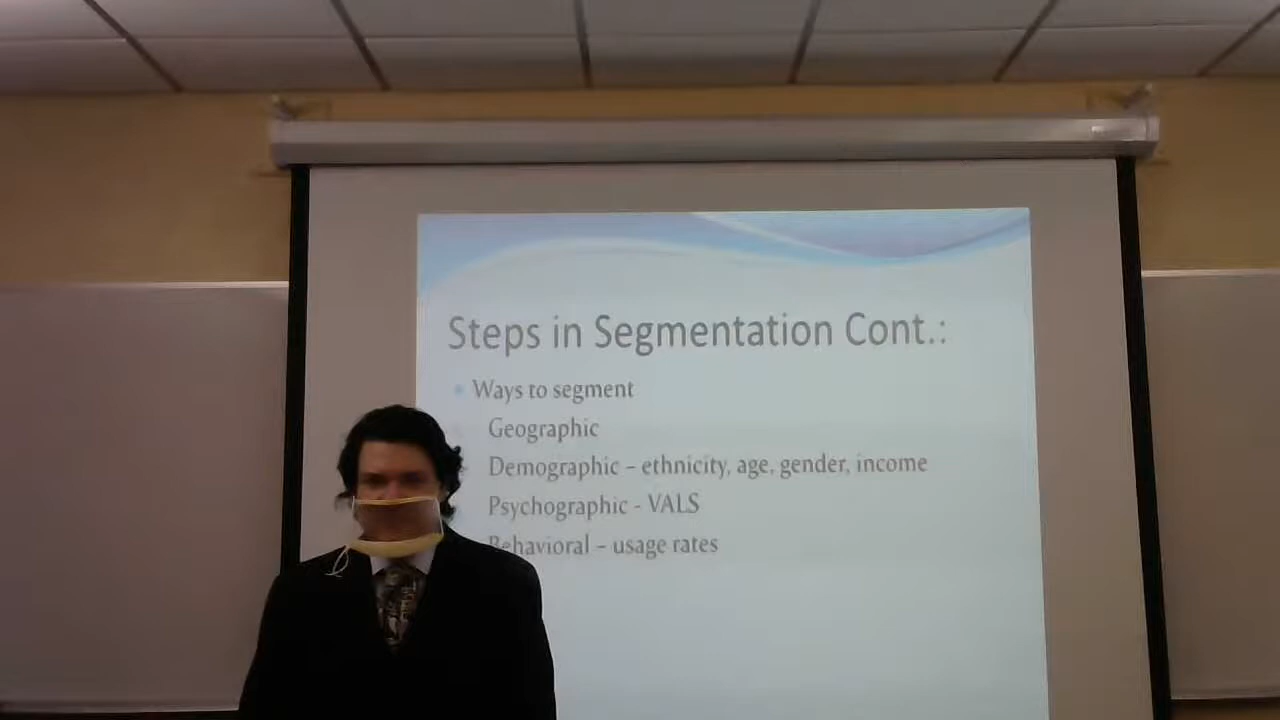 Steps in Segmentation Cont.:
Ways to segment
Geographic
Demographic – ethnicity, age, gender, income
Psychographic - VALS
Behavioral – usage rates